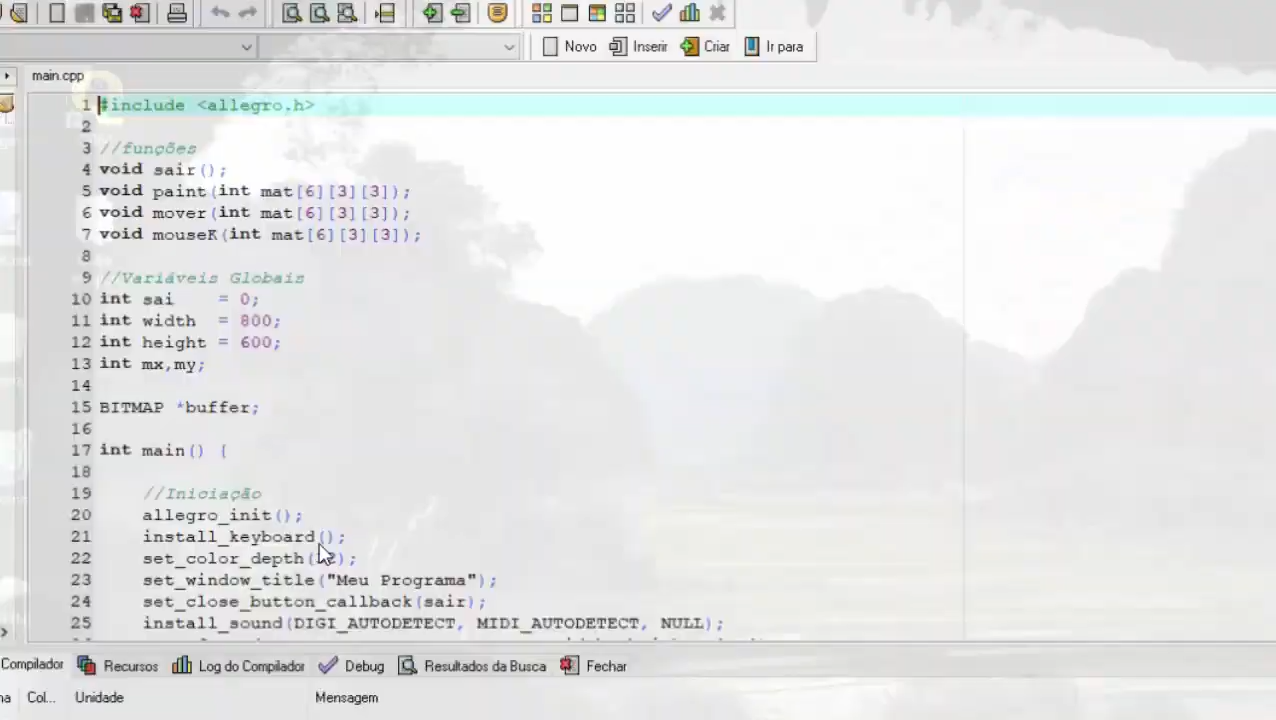 Novo Inserir Criar Ir para
main.cpp
1 #include <allegro.h>
2
3 //funções
4 void sair();
5 void paint(int mat[6][3][3]);
6 void mover(int mat[6][3][3]);
7 void mouseK(int mat[6][3][3]);
8
9 //Variáveis Globais
10 int sai = 0;
11 int width = 800;
12 int height = 600;
13 int mx,my;
14
15 BITMAP *buffer;
16
17 int main() {
18
19 //Iniciação
20 allegro_init();
21 install_keyboard();
22 set_color_depth( );
23 set_window_title("Meu Programa");
24 set_close_button_callback(sair);
25 install_sound(DIGI_AUTODETECT, MIDI_AUTODETECT, NULL);
Compilador Recursos Log do Compilador Debug Resultados da Busca Fechar
Col... Unidade Mensagem